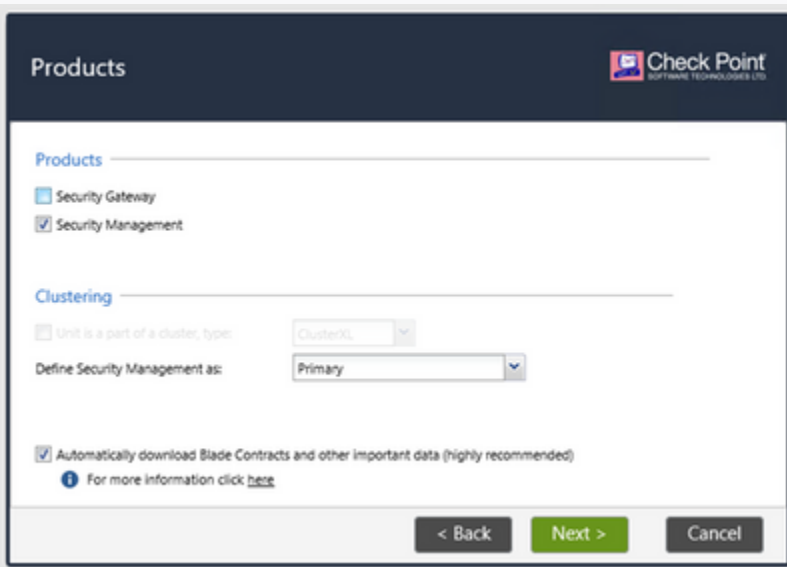 Products
Check Point
SOFTWARE TECHNOLOGIES LTD.
Products
Security Gateway
Security Management
Clustering
Unit is a part of a cluster, type: ClusterXL
Define Security Management as: Primary
Automatically download Blade Contracts and other important data (highly recommended)
For more information click here
< Back Next > Cancel